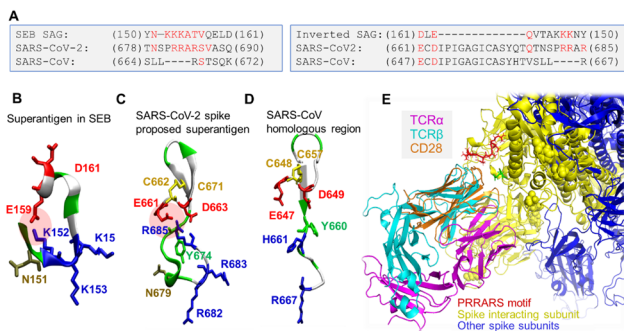 A
SEB SAG: (150)YN-KKKATVQELD(161)
SARS-CoV-2: (678)TNSPRRARSVASQ(690)
SARS-CoV: (664)SLL----RSTSQK(672)
Inverted SAG: (161)DLE------------QVTAKKKNY(150)
SARS-CoV2: (661)ECDIPIGAGICASYQTQTNSPRRAR(685)
SARS-CoV: (647)ECDIPIGAGICASYHTVSLL----R(667)
B
Superantigen in SEB
D161
E159
K152
K15
N151
K153
C
SARS-CoV-2 spike
proposed superantigen
C662
C671
E661
D663
R685
Y674
R683
N679
R682
D
SARS-CoV
homologous region
C657
C648
D649
E647
Y660
H661
R667
E
TCRα
TCRβ
CD28
PRRARS motif
Spike interacting subunit
Other spike subunits